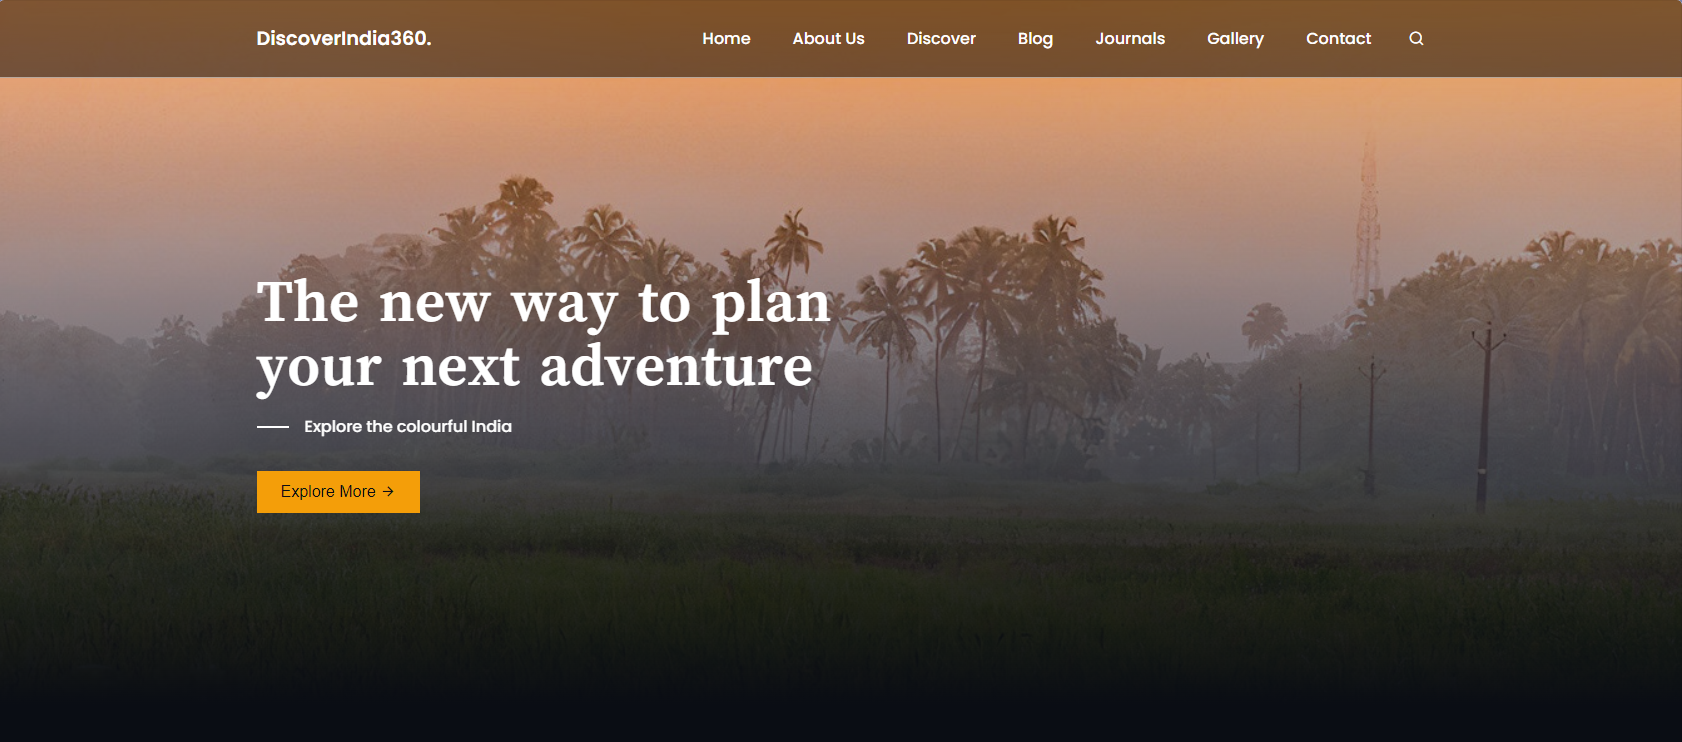 DiscoverIndia360.
Home About Us Discover Blog Journals Gallery Contact
The new way to plan
your next adventure
Explore the colourful India
Explore More →